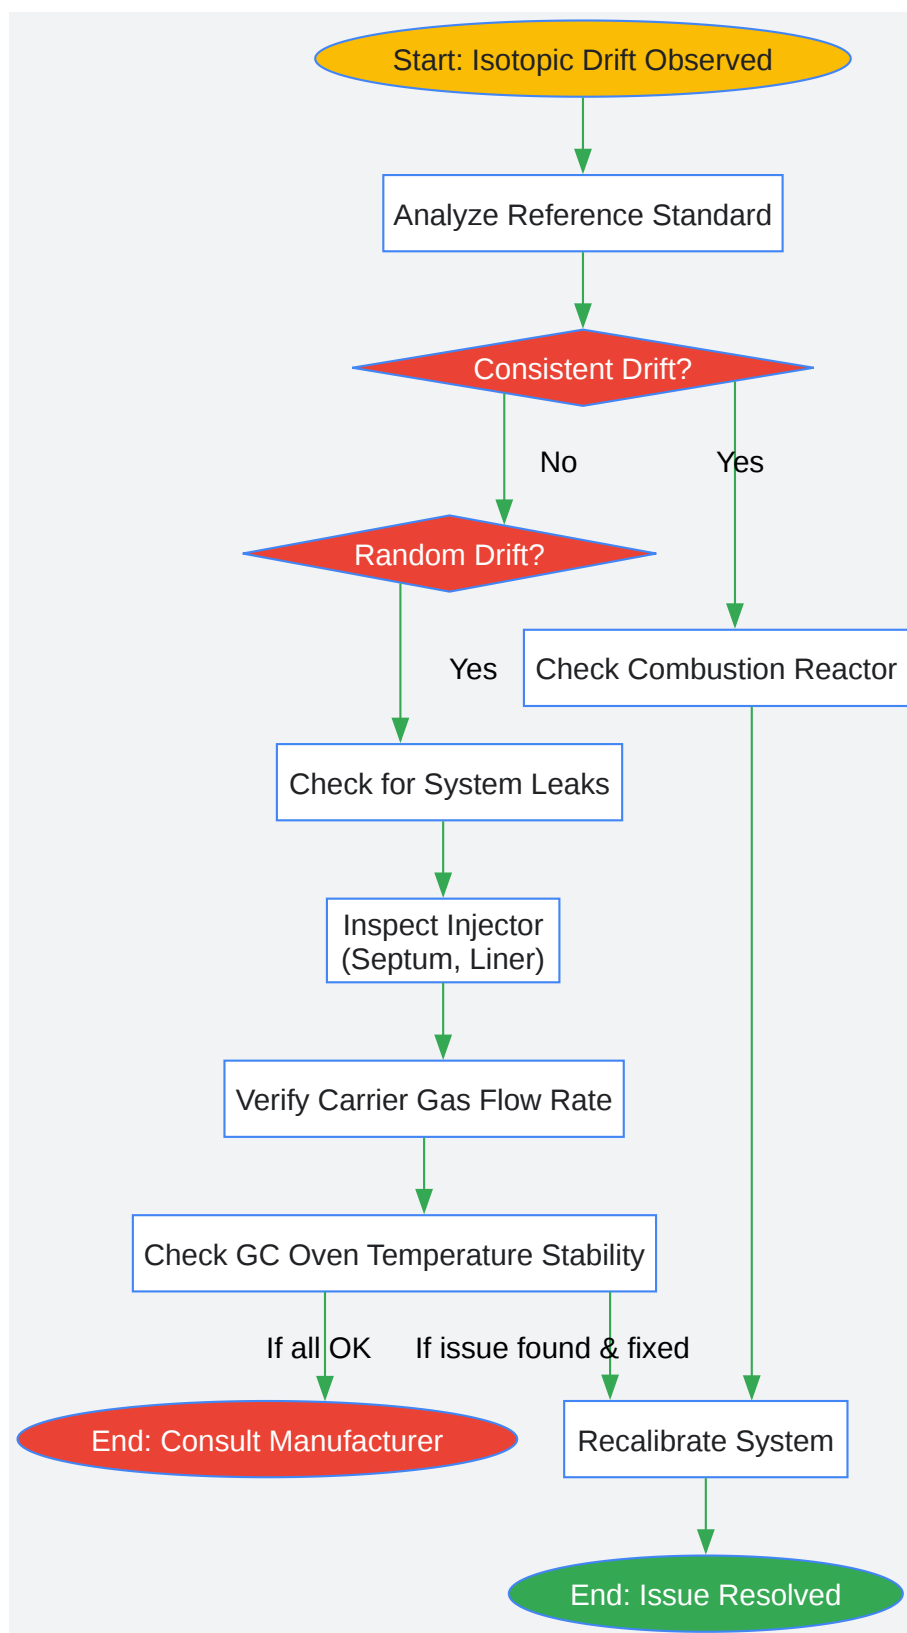 Start: Isotopic Drift Observed
Analyze Reference Standard
Consistent Drift?
No
Yes
Random Drift?
Yes
Check Combustion Reactor
Check for System Leaks
Inspect Injector
(Septum, Liner)
Verify Carrier Gas Flow Rate
Check GC Oven Temperature Stability
If all OK
If issue found & fixed
End: Consult Manufacturer
Recalibrate System
End: Issue Resolved